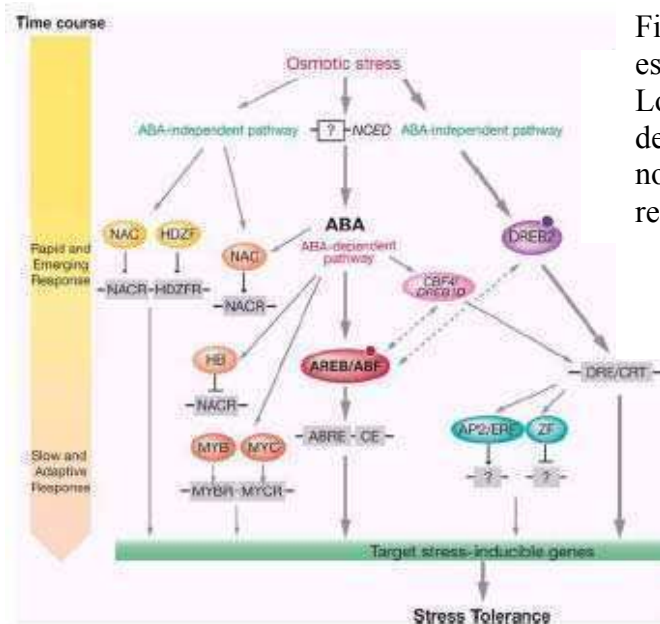 Time course
Osmotic stress
ABA-independent pathway
?
NCED
ABA-independent pathway
NAC
HDZF
NAC
ABA
ABA-dependent
pathway
DREB2
Rapid and
Emerging
Response
NACR
HDZFR
NACR
CBF4/
DREB1D
HB
AREB/ABF
DRE/CRT
NACR
MYB
MYC
ABRE
CE
AP2/ERF
ZF
Slow and
Adaptive
Response
MYBR
MYCR
?
?
Target stress-inducible genes
Stress Tolerance
Fi
es
Lo
de
no
re